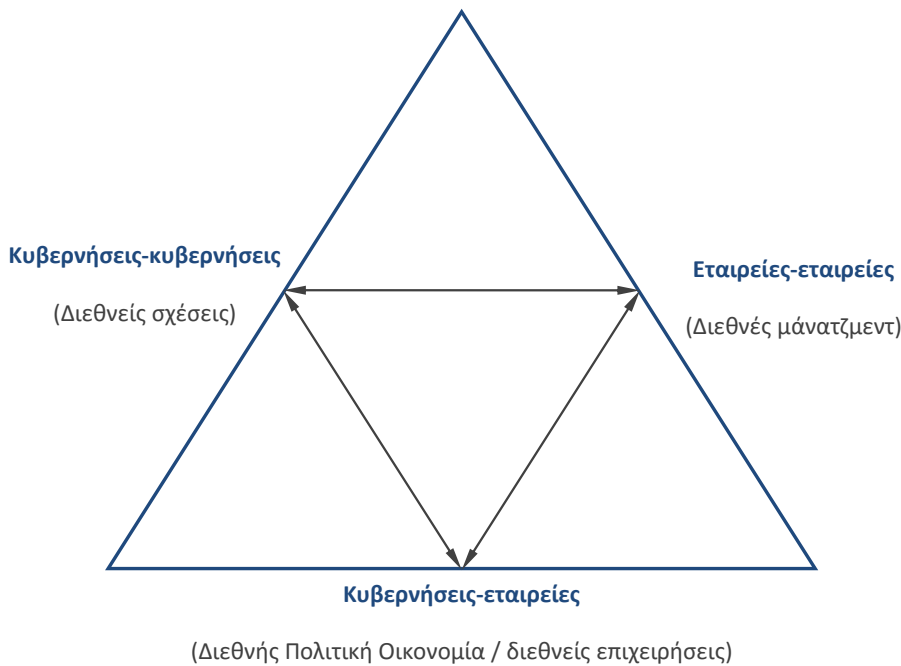 Κυβερνήσεις-κυβερνήσεις
(Διεθνείς σχέσεις)
Εταιρείες-εταιρείες
(Διεθνές μάνατζμεντ)
Κυβερνήσεις-εταιρείες
(Διεθνής Πολιτική Οικονομία / διεθνείς επιχειρήσεις)